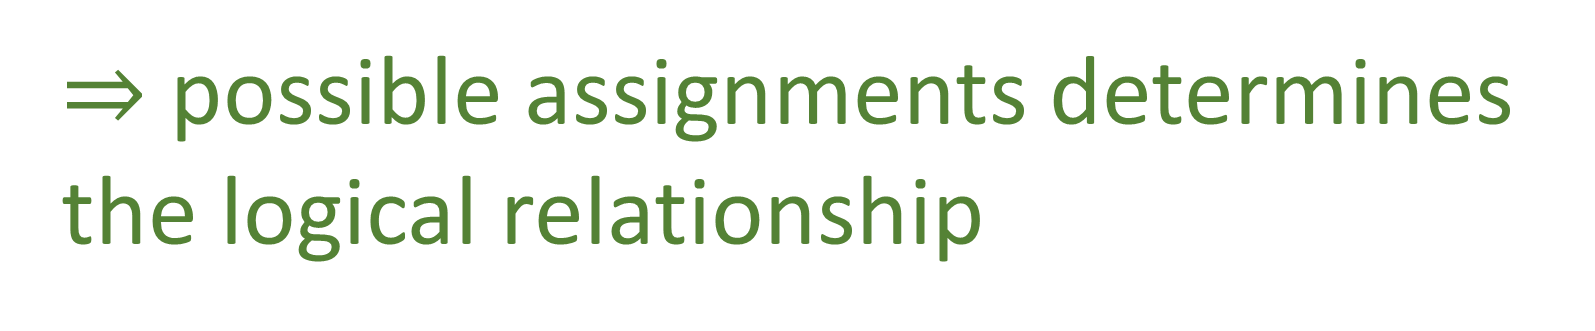 ⇒ possible assignments determines
the logical relationship